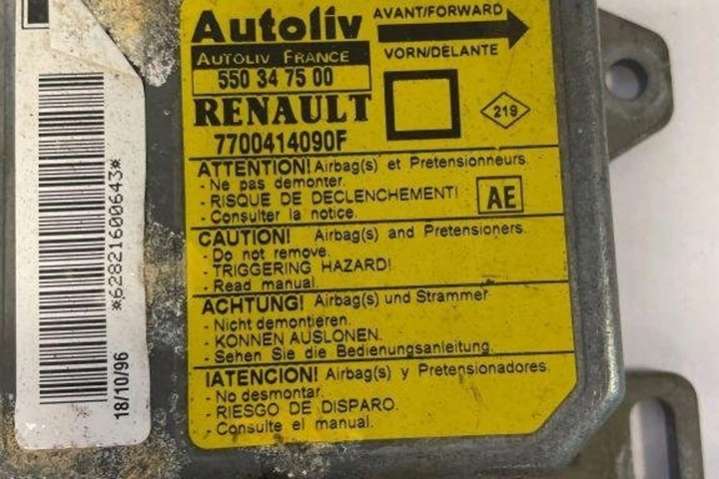 Autoliv
AVANT/FORWARD
AUTOLIV FRANCE
VORN/DELANTE
550 34 75 00
RENAULT
219
7700414090F
ATTENTION! Airbag(s) et Pretensionneurs.
- Ne pas demonter.
- RISQUE DE DECLENCHEMENT!
- Consulter la notice.
AE
CAUTION! Airbag(s) and Pretensioners.
- Do not remove.
- TRIGGERING HAZARD!
- Read manual.
ACHTUNG! Airbag(s) und Strammer
- Nicht demontieren.
- KONNEN AUSLONEN.
- Sehen Sie die Bedienungsanleitung.
!ATENCION! Airbag(s) y Pretensionadores.
- No desmontar.
- RIESGO DE DISPARO.
- Consulte el manual.
*62821600643*
18/10/96